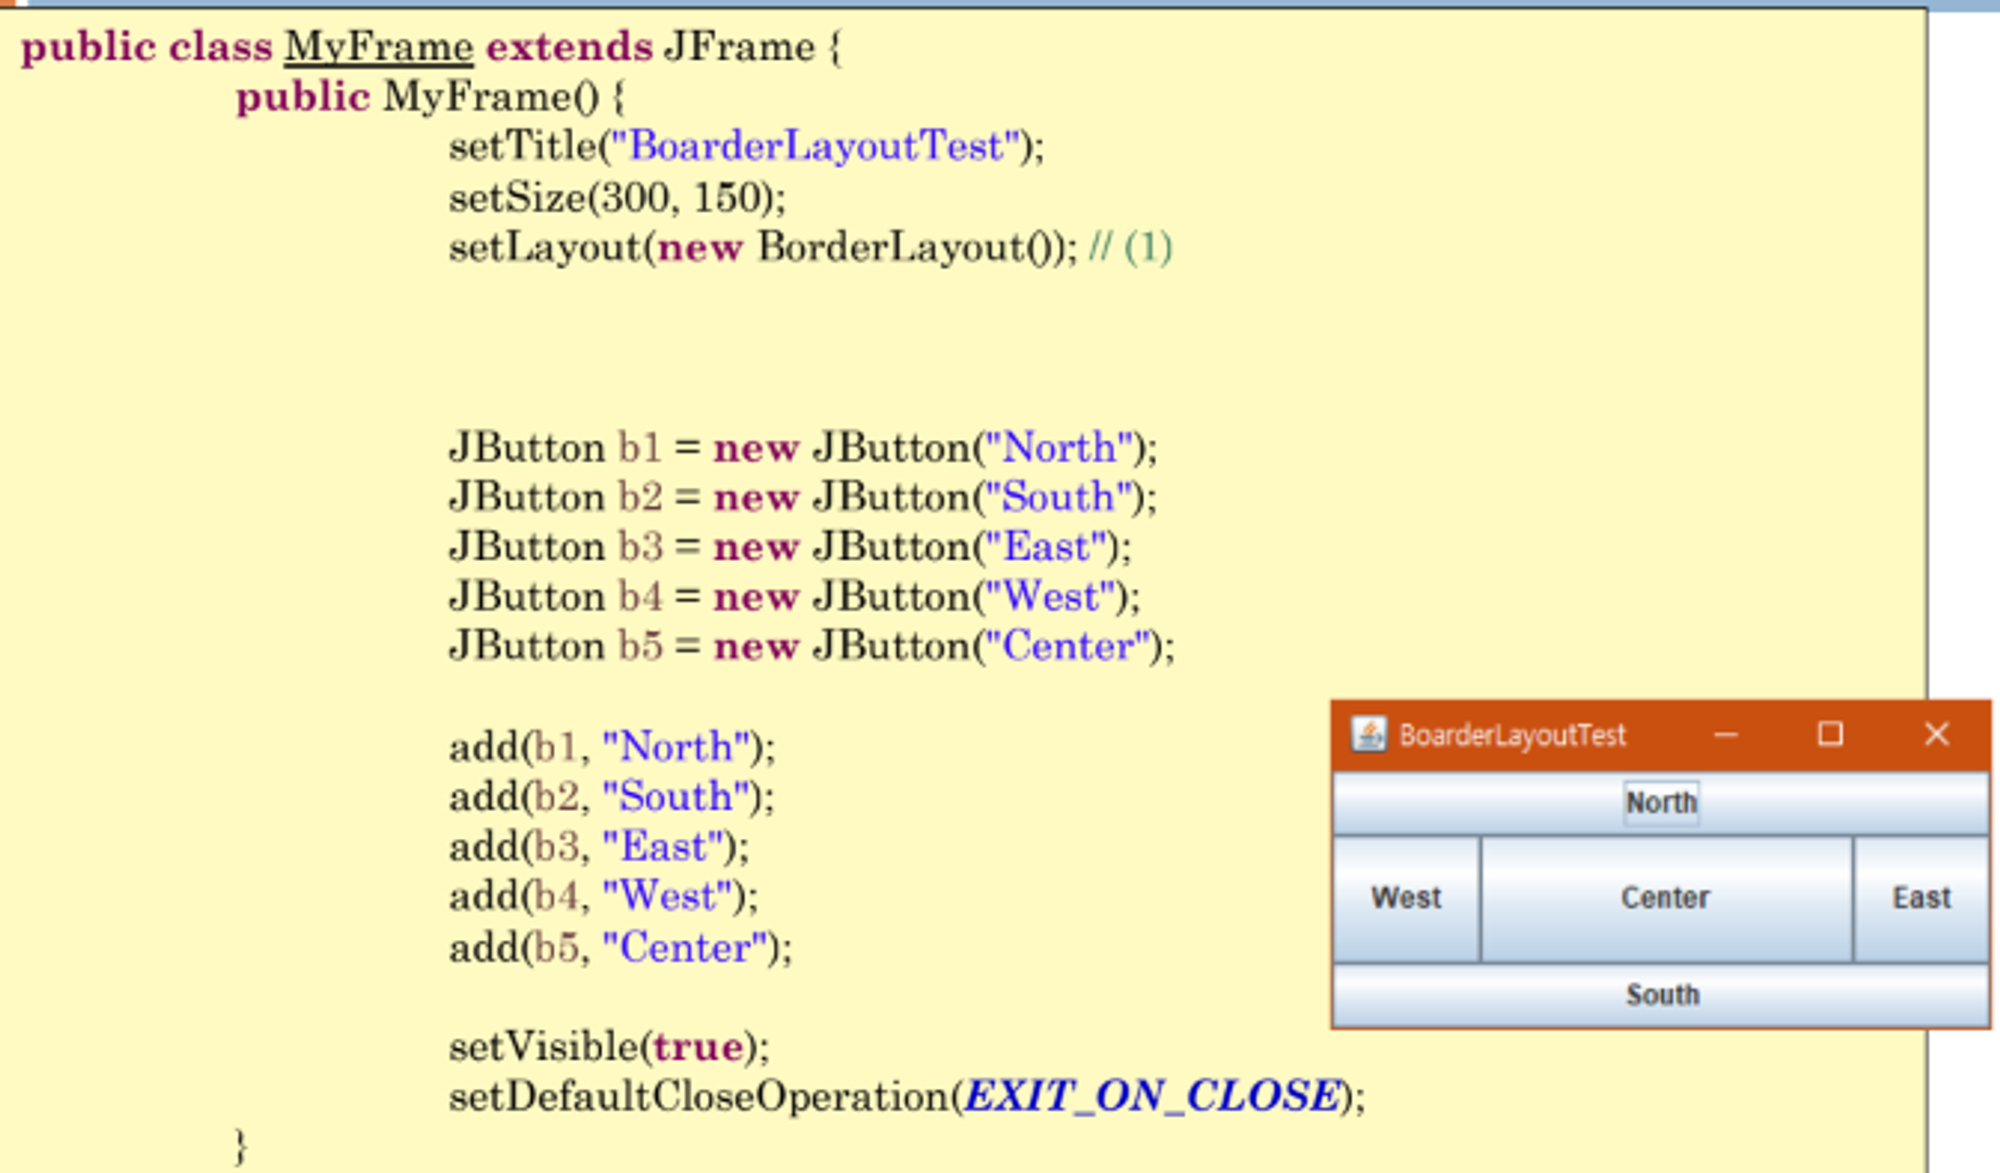 public class MyFrame extends JFrame {
public MyFrame() {
setTitle("BoarderLayoutTest");
setSize(300, 150);
setLayout(new BorderLayout()); // (1)
JButton b1 = new JButton("North");
JButton b2 = new JButton("South");
JButton b3 = new JButton("East");
JButton b4 = new JButton("West");
JButton b5 = new JButton("Center");
add(b1, "North");
add(b2, "South");
add(b3, "East");
add(b4, "West");
add(b5, "Center");
setVisible(true);
setDefaultCloseOperation(EXIT_ON_CLOSE);
}
BoarderLayoutTest
North
West Center East
South